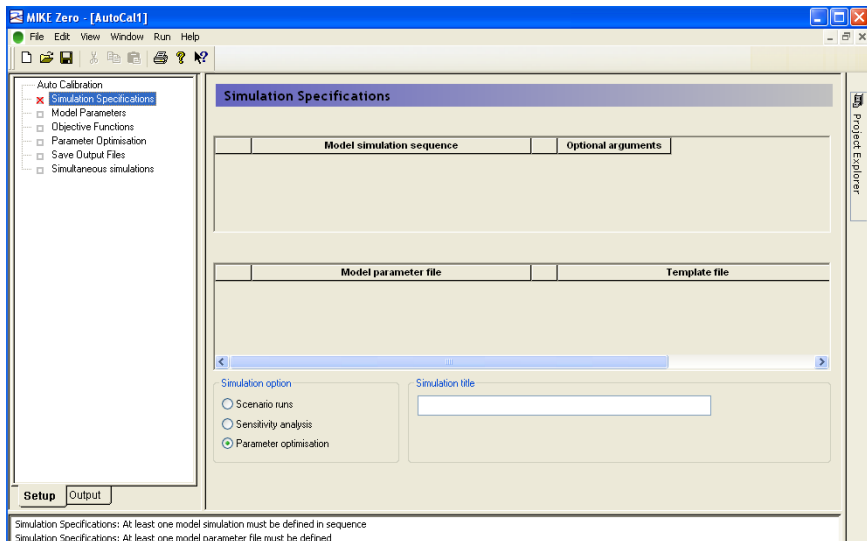 MIKE Zero - [AutoCal1]
File Edit View Window Run Help
Auto Calibration
Simulation Specifications
Model Parameters
Objective Functions
Parameter Optimisation
Save Output Files
Simultaneous simulations
Simulation Specifications
Model simulation sequence Optional arguments
Model parameter file Template file
Simulation option
Scenario runs
Sensitivity analysis
Parameter optimisation
Simulation title
Project Explorer
Setup Output
Simulation Specifications: At least one model simulation must be defined in sequence
Simulation Specifications: At least one model parameter file must be defined